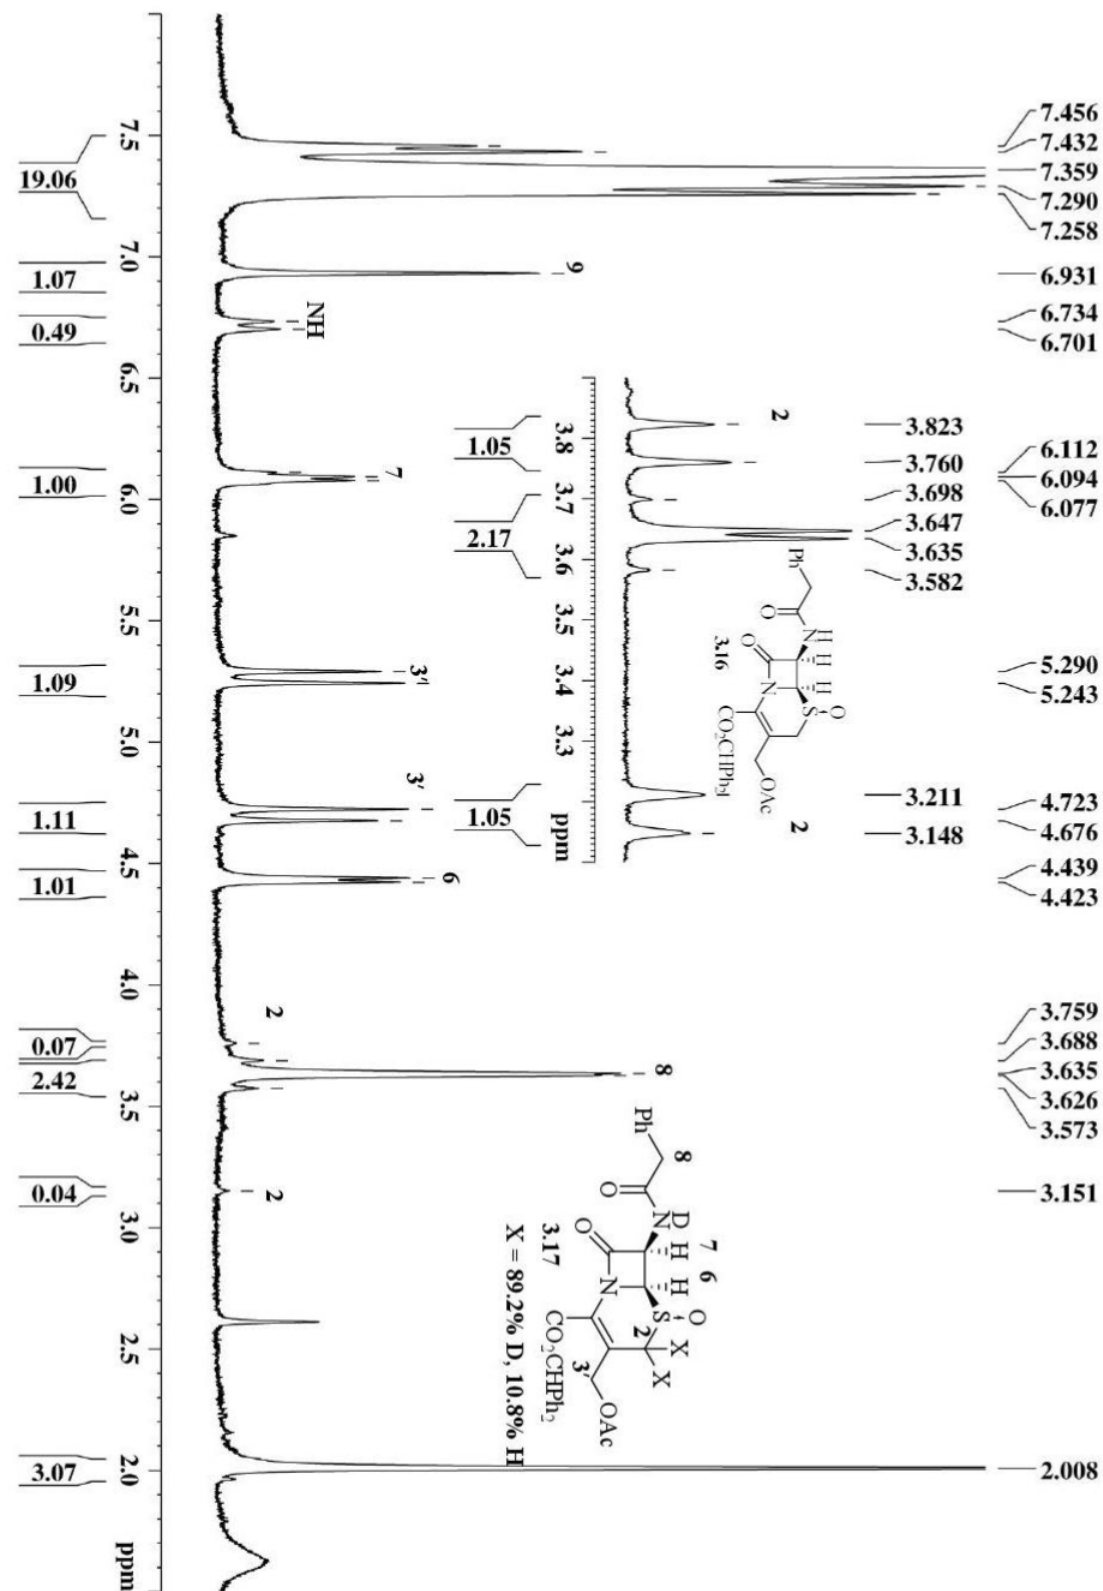 7.456
7.432
7.359
7.290
7.258
6.931
6.734
6.701
6.112
6.094
6.077
5.290
5.243
4.723
4.676
4.439
4.423
3.759
3.688
3.635
3.626
3.573
3.151
2.008
9
NH
7
3'
3'
6
2
8
2
3.823
3.760
3.698
3.647
3.635
3.582
3.211
3.148
2
2
3.8
3.7
3.6
3.5
3.4
3.3
ppm
1.05
2.17
1.05
Ph
O
H
N
H
H
O
N
S
O
CO2CHPh2
OAc
3.16
Ph
8
O
D
N
7
H
6
H
O
N
S
O
2
X
X
3'
OAc
CO2CHPh2
3.17
X = 89.2% D, 10.8% H
7.5
7.0
6.5
6.0
5.5
5.0
4.5
4.0
3.5
3.0
2.5
2.0
ppm
19.06
1.07
0.49
1.00
1.09
1.11
1.01
0.07
2.42
0.04
3.07